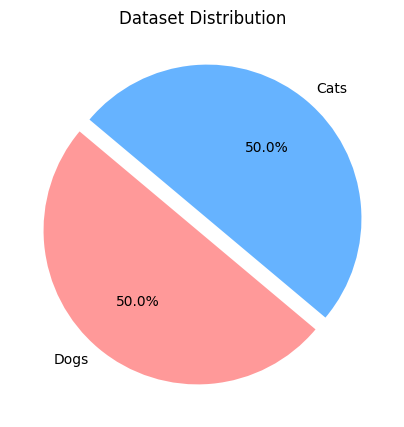 Dataset Distribution
Cats
50.0%
50.0%
Dogs